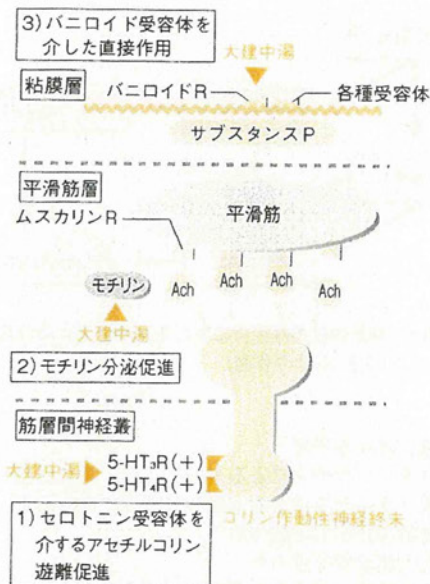 3)バニロイド受容体を
介した直接作用
大建中湯
粘膜層
バニロイドR
各種受容体
サブスタンスP
平滑筋層
ムスカリンR
平滑筋
モチリン
Ach
Ach
Ach
Ach
大建中湯
2)モチリン分泌促進
筋層間神経叢
大建中湯
5-HT₃R(+)
5-HT₄R(+)
1)セロトニン受容体を
介するアセチルコリン
遊離促進
コリン作動性神経終末